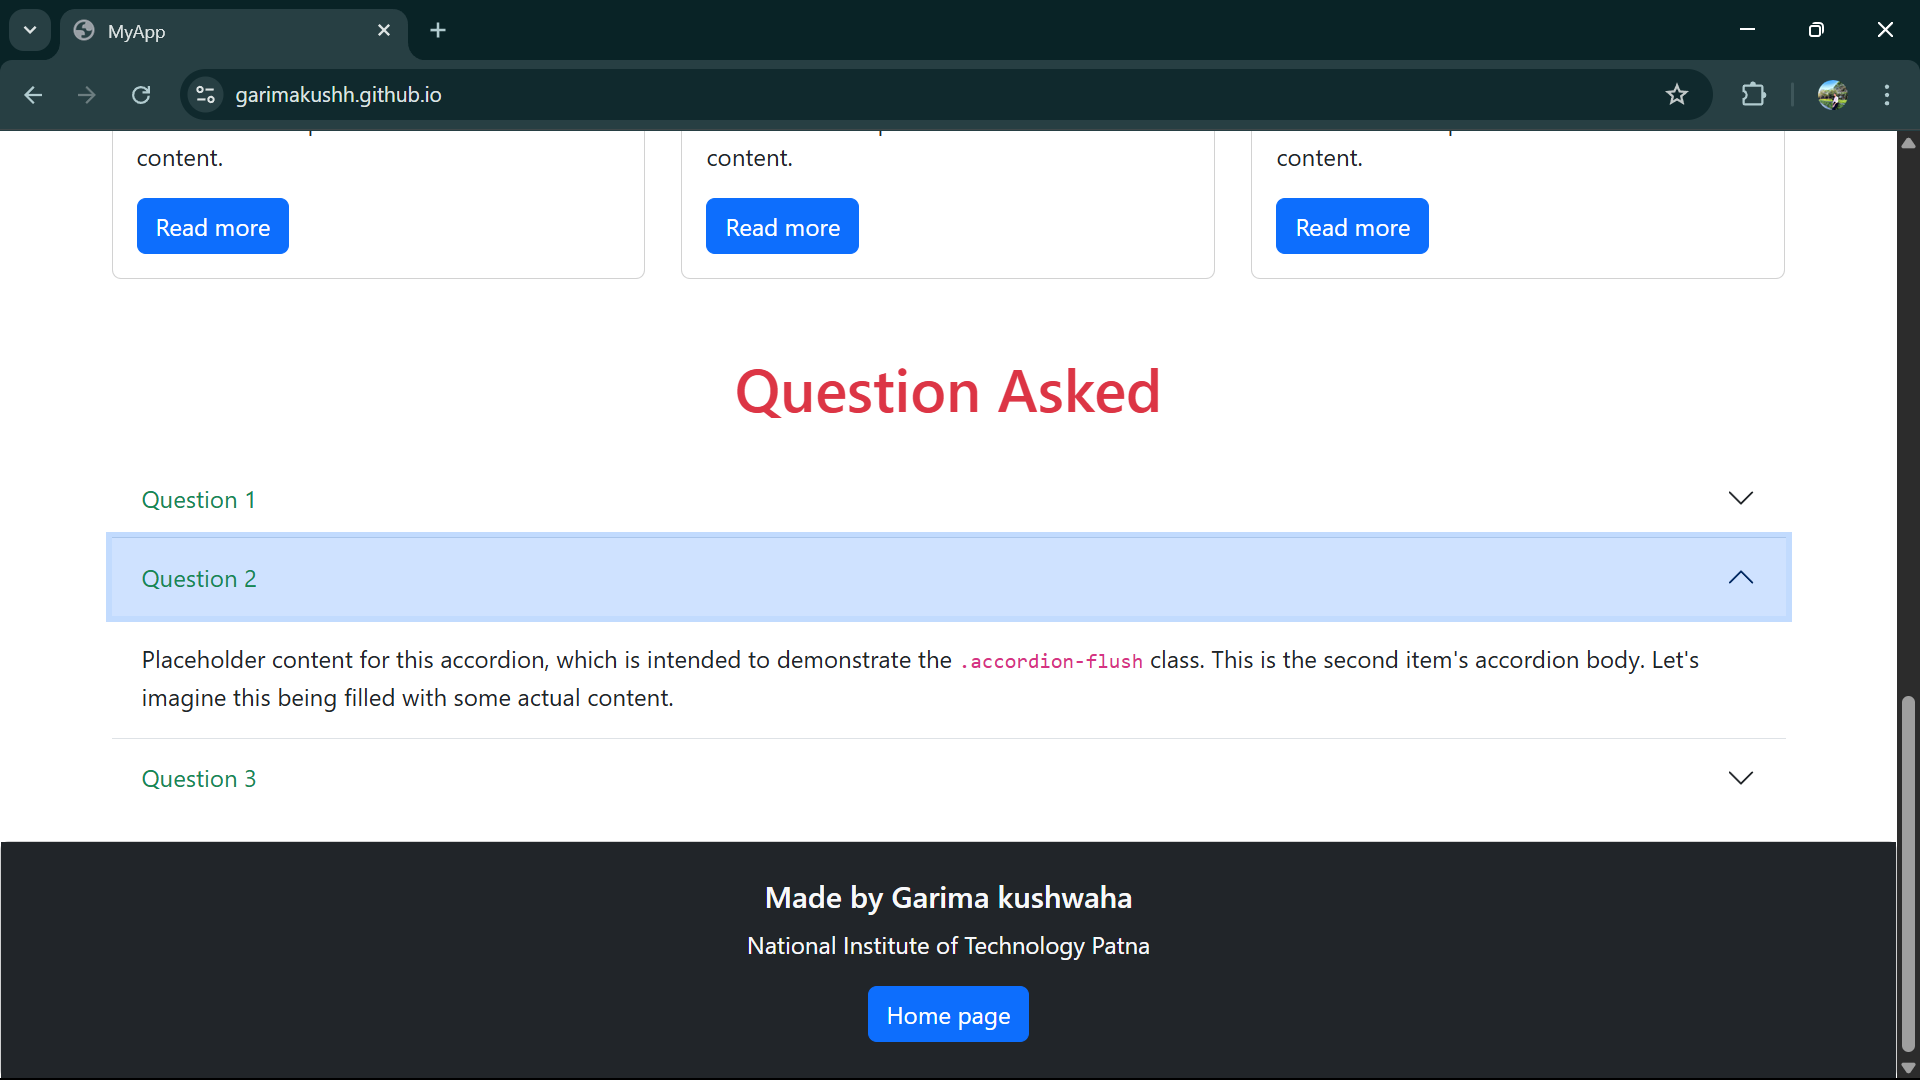 MyApp
garimakushh.github.io
content.
content.
content.
Read more
Read more
Read more
Question Asked
Question 1
Question 2
Placeholder content for this accordion, which is intended to demonstrate the .accordion-flush class. This is the second item's accordion body. Let's
imagine this being filled with some actual content.
Question 3
Made by Garima kushwaha
National Institute of Technology Patna
Home page